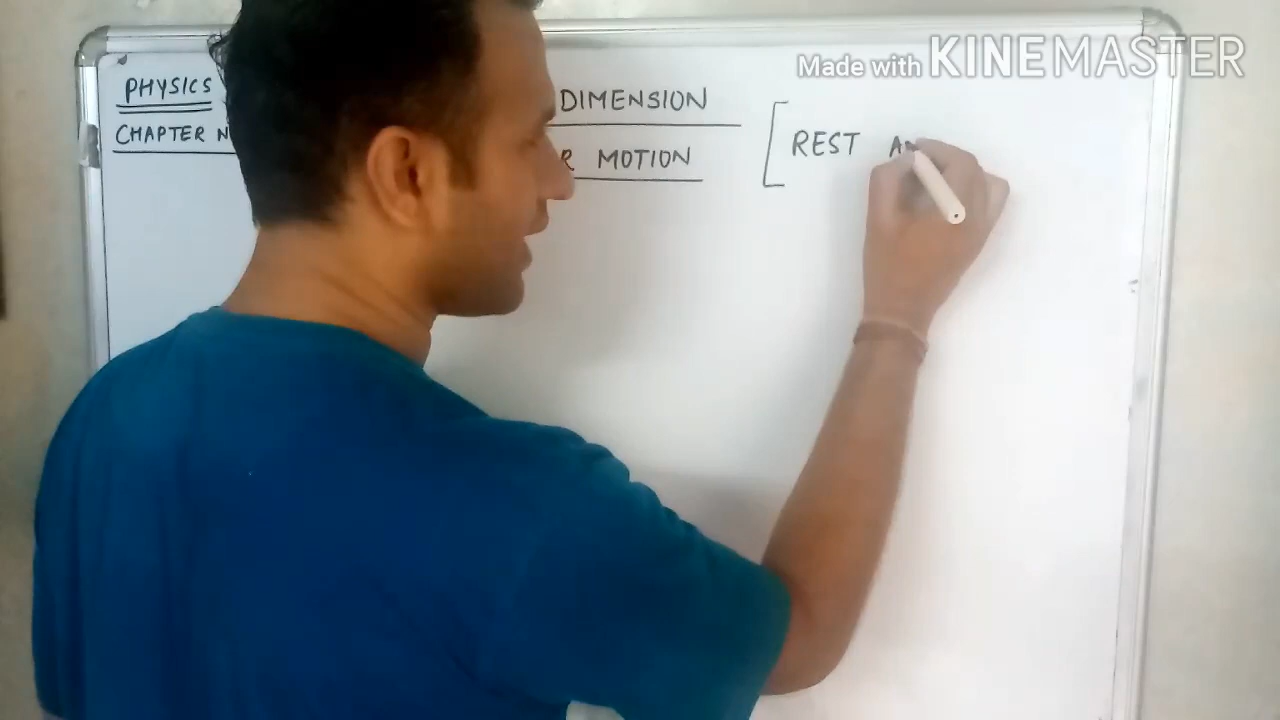 Made with KINEMASTER
PHYSICS DIMENSION
CHAPTER N
R MOTION
REST A